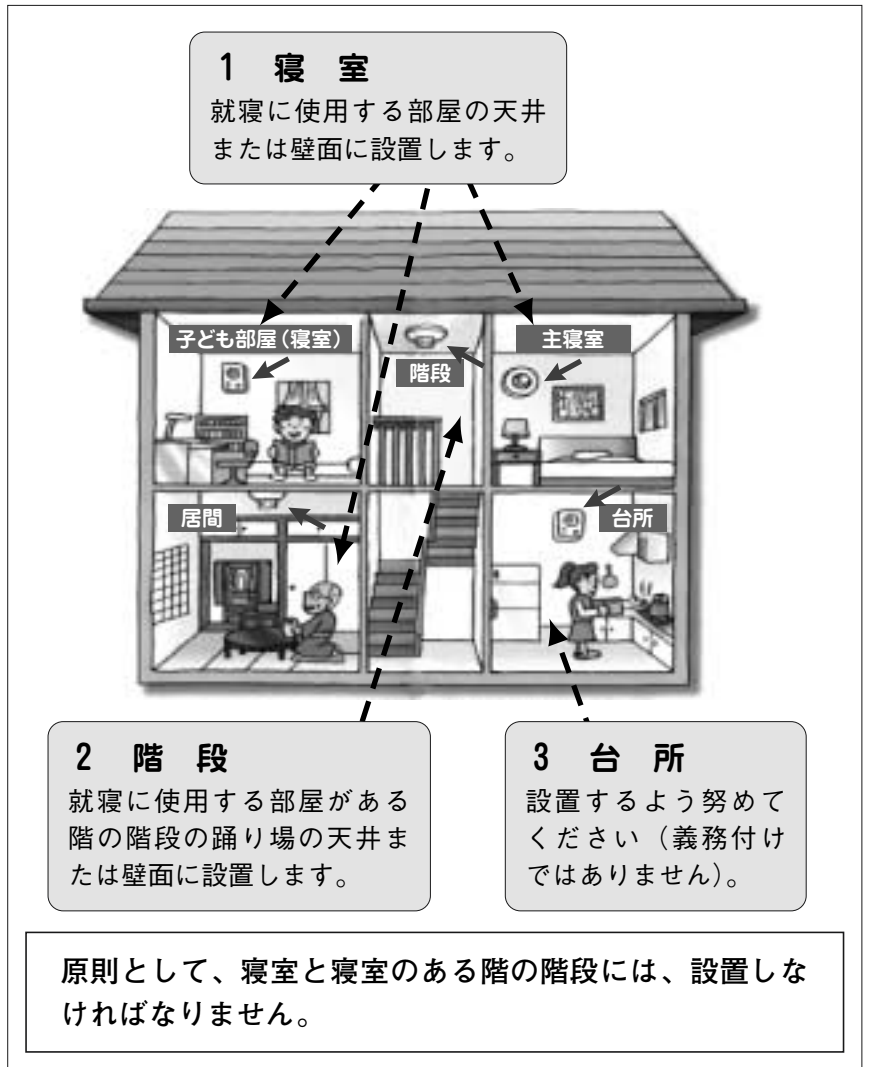 1 寝室
就寝に使用する部屋の天井
または壁面に設置します。
子ども部屋（寝室）
階段
主寝室
居間
台所
2 階段
就寝に使用する部屋がある
階の階段の踊り場の天井ま
たは壁面に設置します。
3 台所
設置するよう努めて
ください（義務付け
ではありません）。
原則として、寝室と寝室のある階の階段には、設置しな
ければなりません。